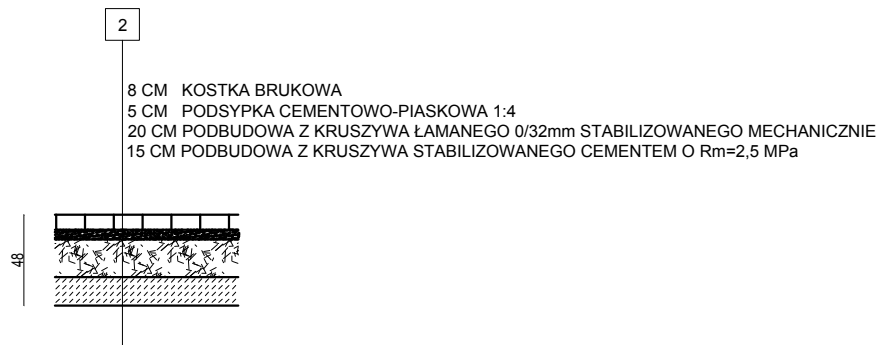 2
8 CM KOSTKA BRUKOWA
5 CM PODSYPKA CEMENTOWO-PIASKOWA 1:4
20 CM PODBUDOWA Z KRUSZYWA ŁAMANEGO 0/32mm STABILIZOWANEGO MECHANICZNIE
15 CM PODBUDOWA Z KRUSZYWA STABILIZOWANEGO CEMENTEM O Rm=2,5 MPa
48